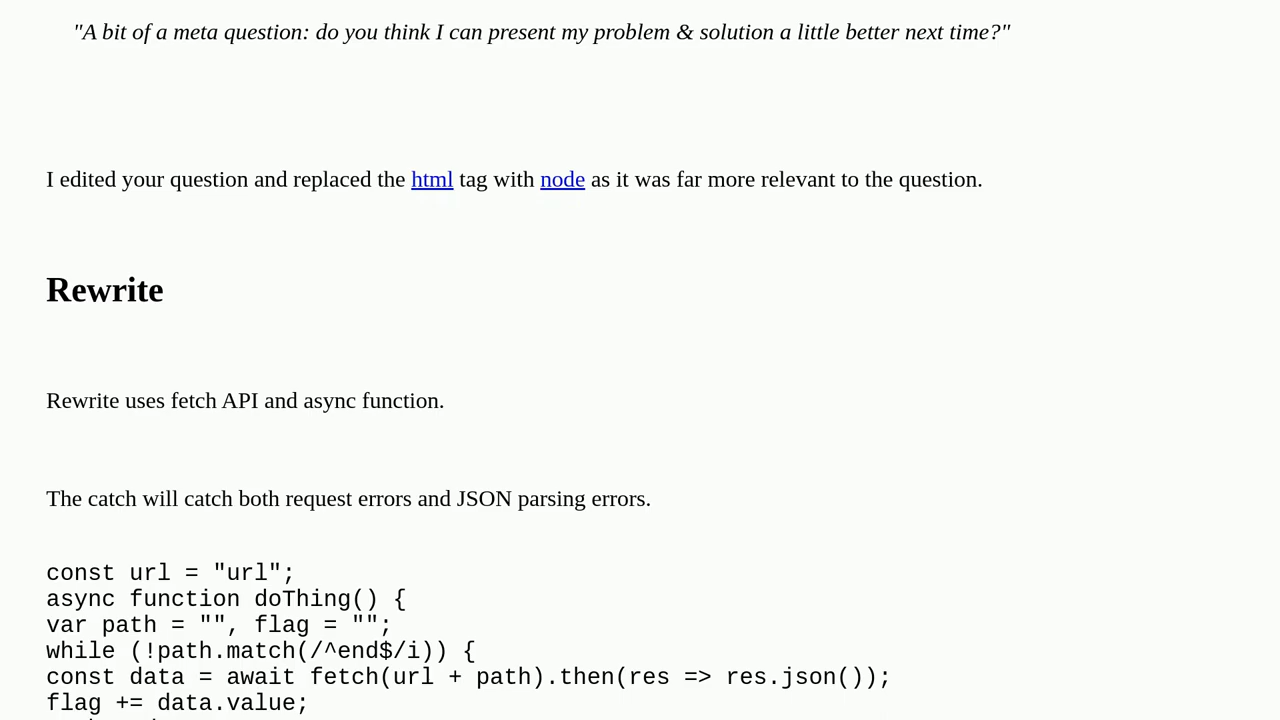 "A bit of a meta question: do you think I can present my problem & solution a little better next time?"
I edited your question and replaced the html tag with node as it was far more relevant to the question.
Rewrite
Rewrite uses fetch API and async function.
The catch will catch both request errors and JSON parsing errors.
const url = "url";
async function doThing() {
var path = "", flag = "";
while (!path.match(/^end$/i)) {
const data = await fetch(url + path).then(res => res.json());
flag += data.value;